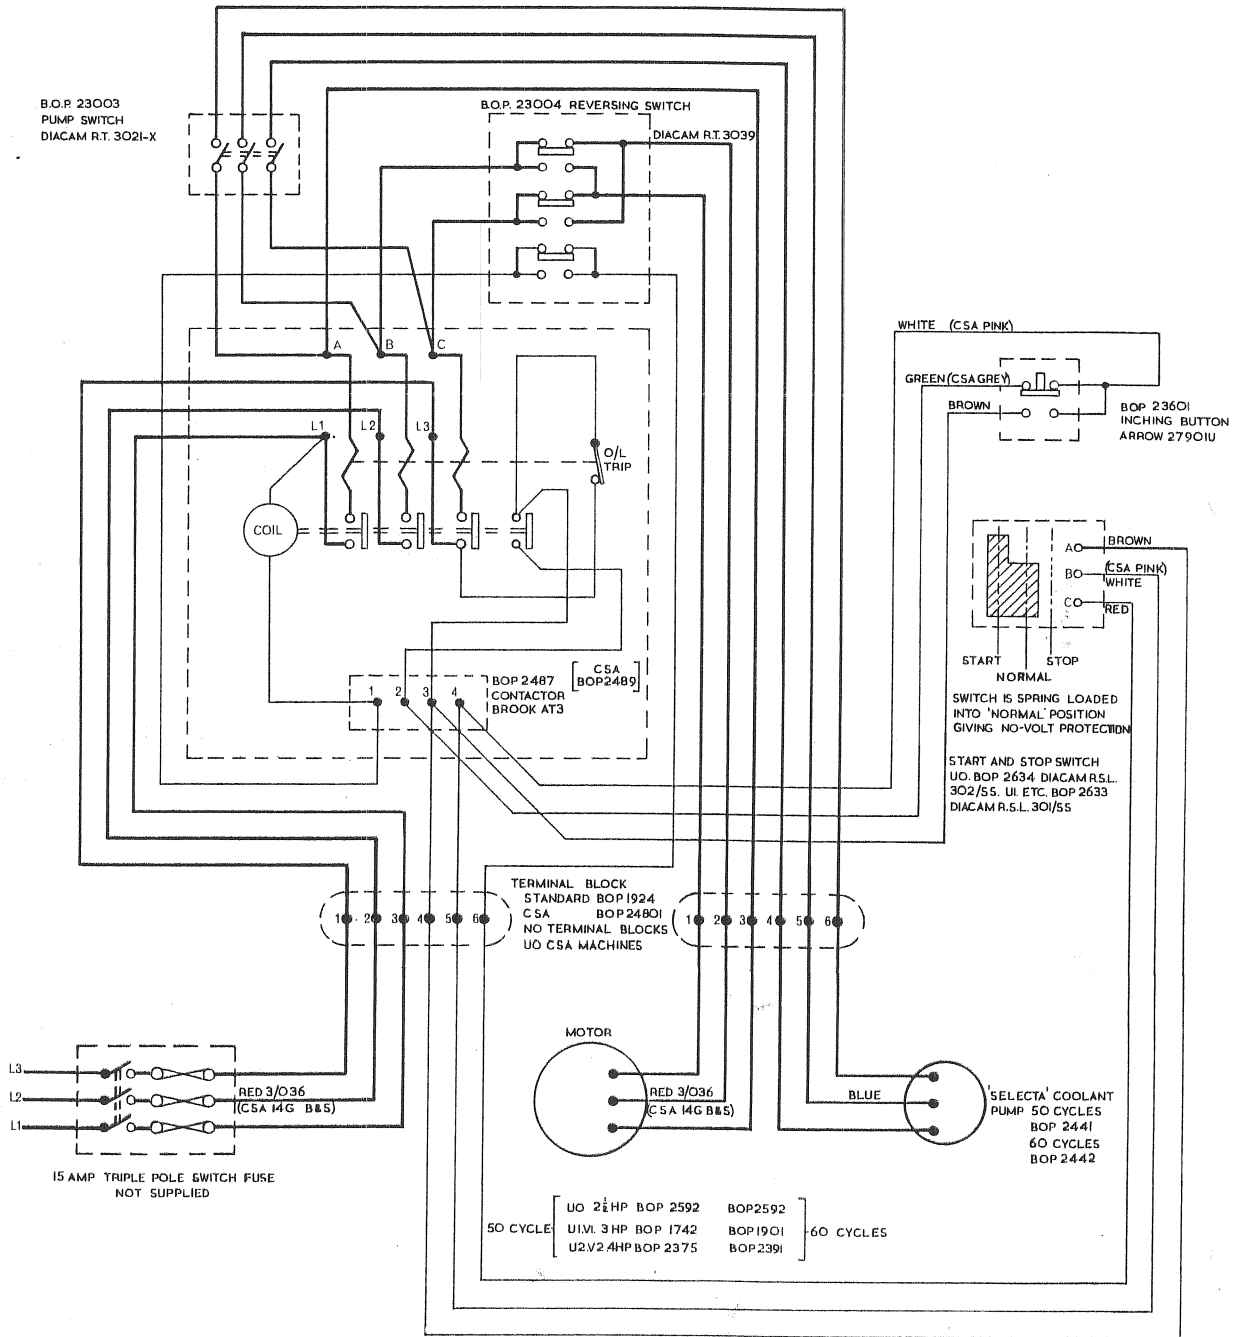 B.O.P. 23003
PUMP SWITCH
DIACAM R.T. 3021-X
B.O.P. 23004 REVERSING SWITCH
DIACAM R.T. 3039
A
B
C
L1
L2
L3
O/L
TRIP
COIL
WHITE (CSA PINK)
GREEN (CSA GREY)
BROWN
BOP 23601
INCHING BUTTON
ARROW 27901U
A
BROWN
B
(CSA PINK)
WHITE
C
RED
START
STOP
NORMAL
SWITCH IS SPRING LOADED
INTO 'NORMAL' POSITION
GIVING NO-VOLT PROTECTION
START AND STOP SWITCH
UO. BOP 2634 DIACAM R.S.L.
302/SS. U1. ETC. BOP 2633
DIACAM R.S.L. 301/SS
1
2
3
4
BOP 2487
CONTACTOR
BROOK AT3
CSA
BOP2489
TERMINAL BLOCK
STANDARD BOP 1924
CSA BOP 24801
NO TERMINAL BLOCKS
UO CSA MACHINES
1 2 3 4 5 6
1 2 3 4 5 6
L3
L2
L1
RED 3/036
(CSA 14G B&S)
15 AMP TRIPLE POLE SWITCH FUSE
NOT SUPPLIED
MOTOR
RED 3/036
(CSA 14G B&S)
BLUE
'SELECTA' COOLANT
PUMP 50 CYCLES
BOP 2441
60 CYCLES
BOP 2442
50 CYCLE
UO 2½ HP BOP 2592 BOP2592
U1.V1. 3 HP BOP 1742 BOP1901
U2.V2. 4HP BOP 2375 BOP2391
60 CYCLES